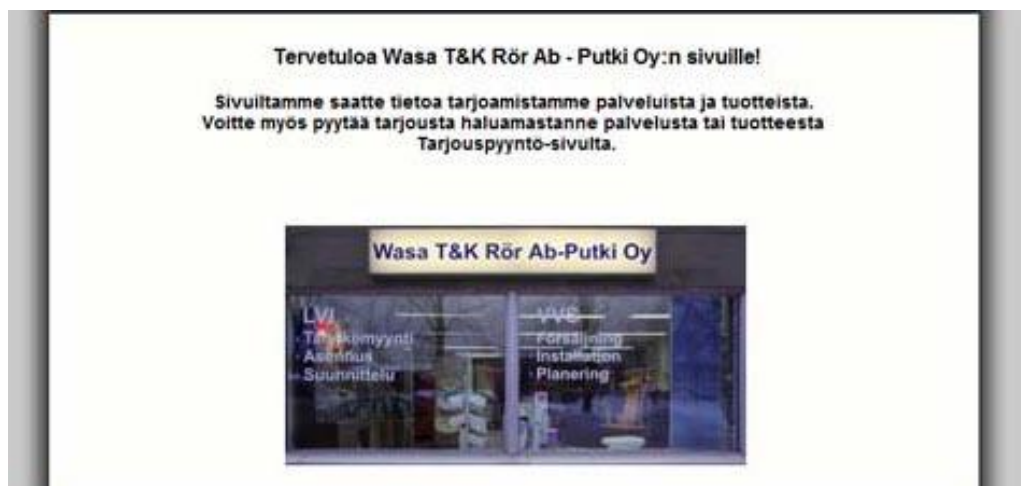 Tervetuloa Wasa T&K Rör Ab - Putki Oy:n sivuille!
Sivuiltamme saatte tietoa tarjoamistamme palveluista ja tuotteista.
Voitte myös pyytää tarjousta haluamastanne palvelusta tai tuotteesta
Tarjouspyyntö-sivulta.
Wasa T&K Rör Ab-Putki Oy
LVI
Asennus
- Suunnittelu
VVS
· Försäljning
· Installation
· Planering